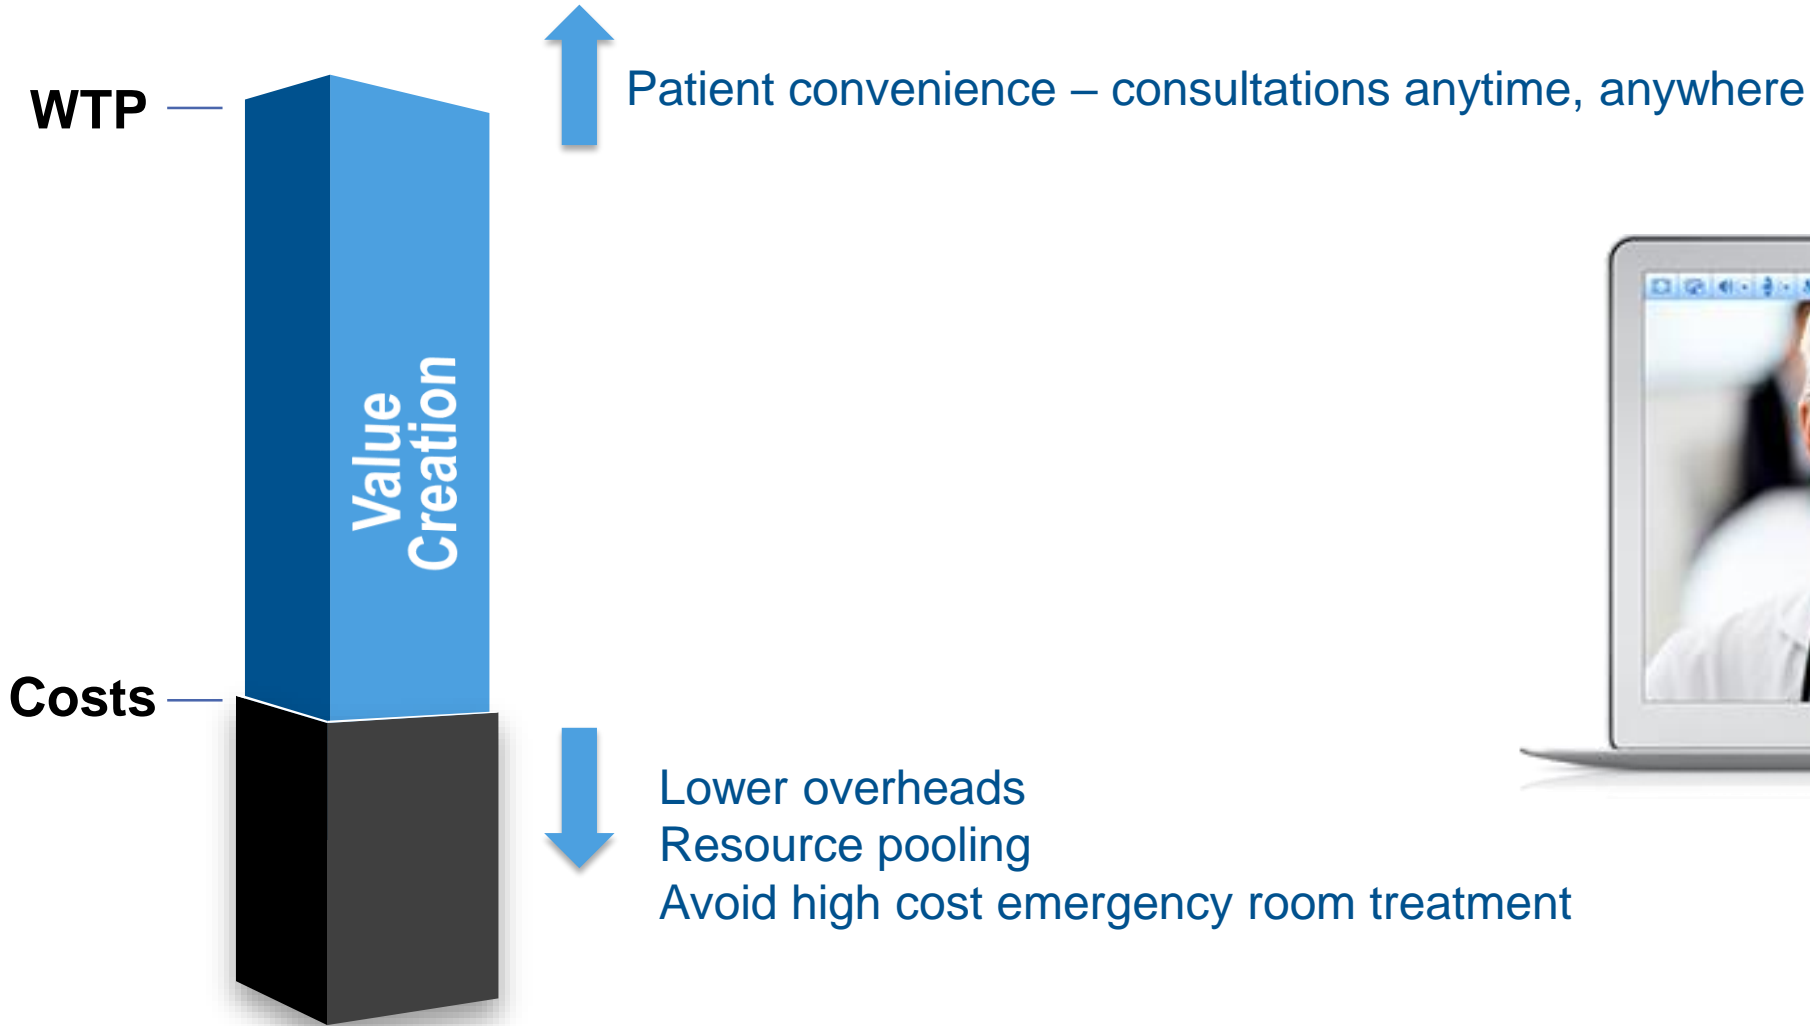 WTP
Patient convenience – consultations anytime, anywhere
Value
Creation
Costs
Lower overheads
Resource pooling
Avoid high cost emergency room treatment